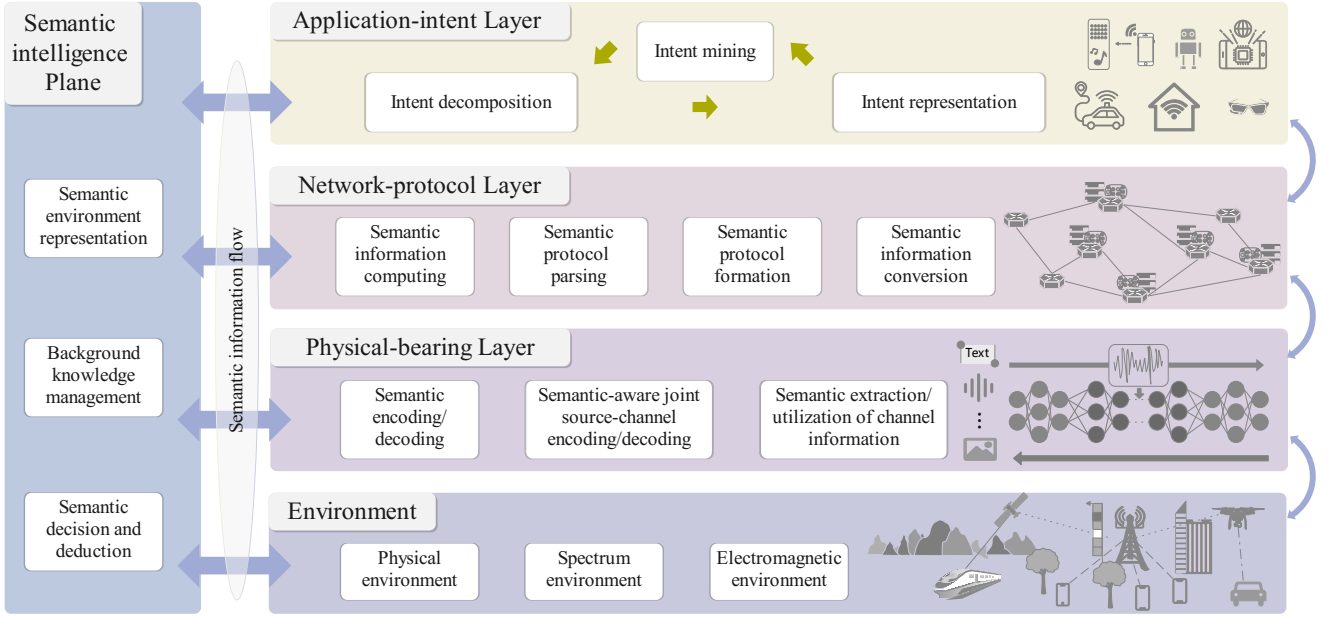 Semantic
intelligence
Plane
Semantic
environment
representation
Background
knowledge
management
Semantic
decision and
deduction
Semantic information flow
Application-intent Layer
Intent mining
Intent decomposition
Intent representation
Network-protocol Layer
Semantic
information
computing
Semantic
protocol
parsing
Semantic
protocol
formation
Semantic
information
conversion
Physical-bearing Layer
Semantic
encoding/
decoding
Semantic-aware joint
source-channel
encoding/decoding
Semantic extraction/
utilization of channel
information
Text
Environment
Physical
environment
Spectrum
environment
Electromagnetic
environment